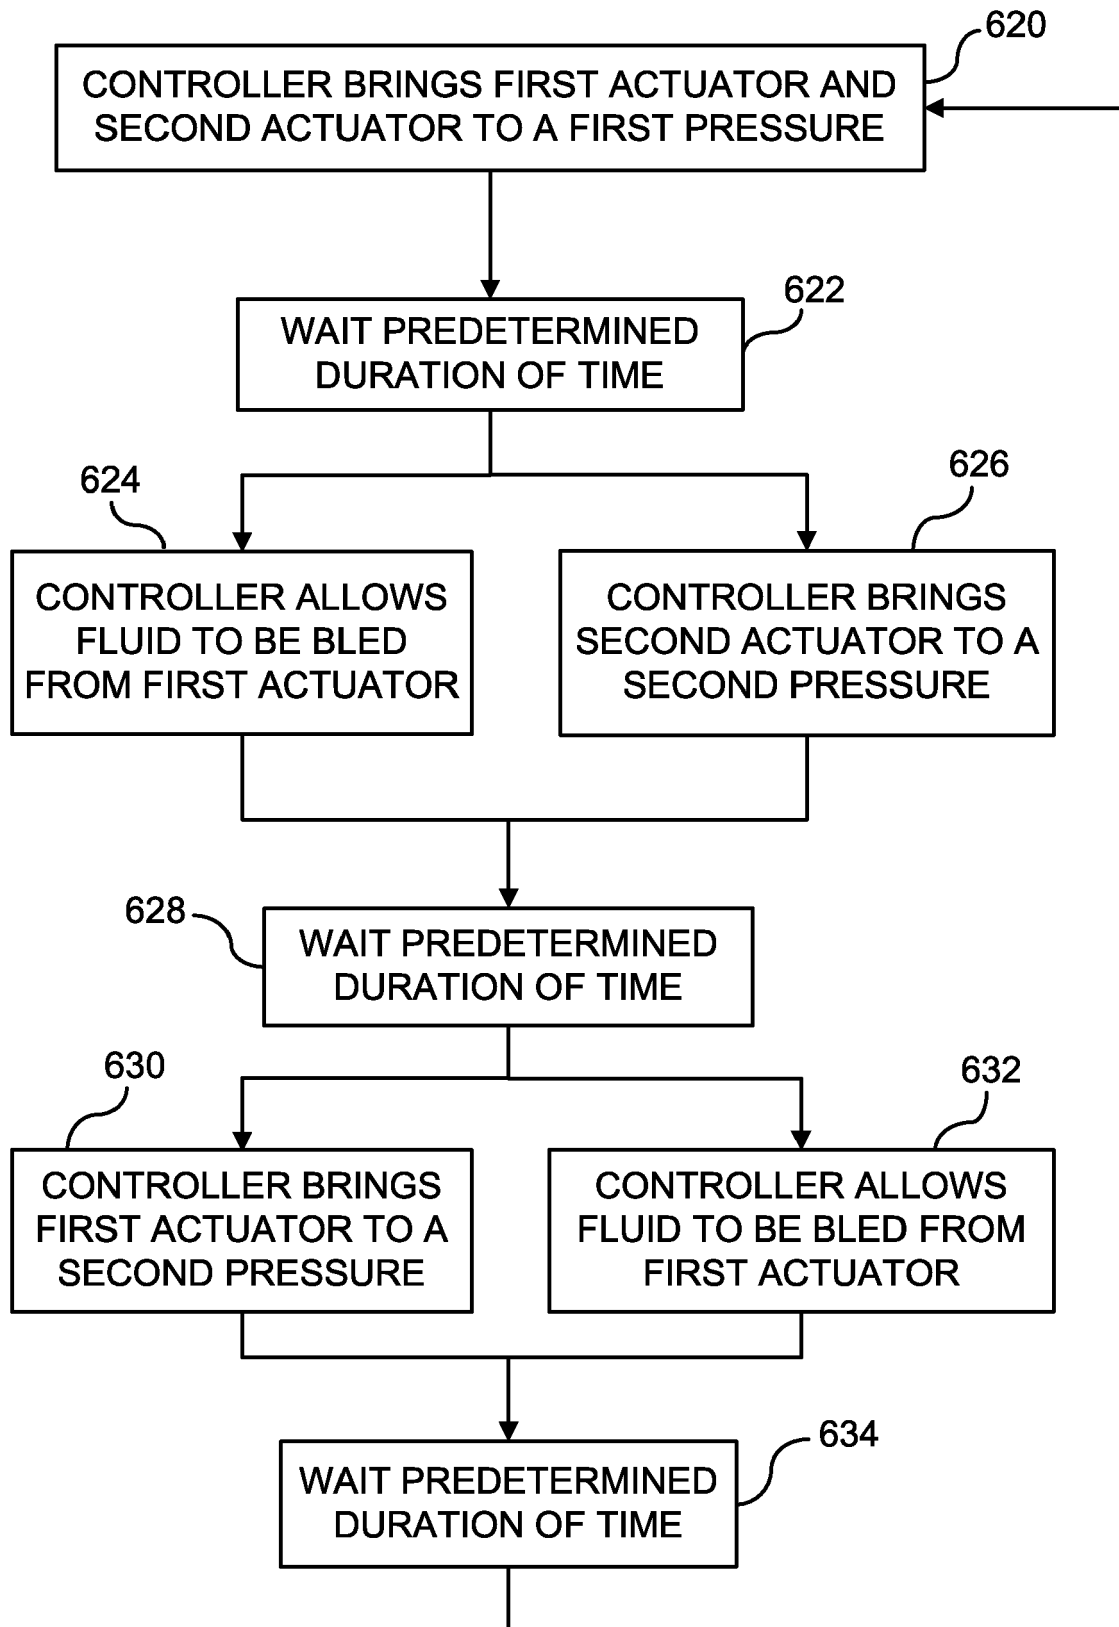 620
CONTROLLER BRINGS FIRST ACTUATOR AND
SECOND ACTUATOR TO A FIRST PRESSURE
622
WAIT PREDETERMINED
DURATION OF TIME
624
626
CONTROLLER ALLOWS
FLUID TO BE BLED
FROM FIRST ACTUATOR
CONTROLLER BRINGS
SECOND ACTUATOR TO A
SECOND PRESSURE
628
WAIT PREDETERMINED
DURATION OF TIME
630
632
CONTROLLER BRINGS
FIRST ACTUATOR TO A
SECOND PRESSURE
CONTROLLER ALLOWS
FLUID TO BE BLED FROM
FIRST ACTUATOR
634
WAIT PREDETERMINED
DURATION OF TIME